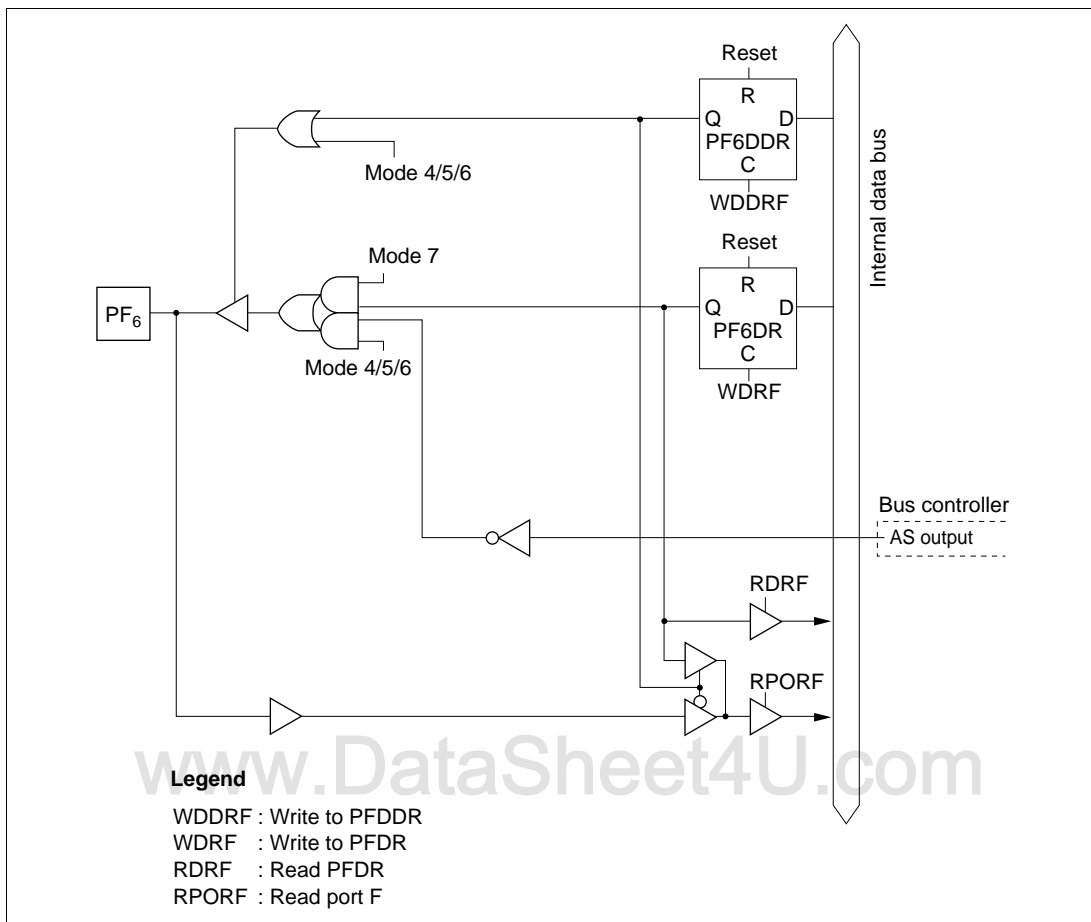 Reset
R
Q D
PF6DDR
C
WDDRF
Mode 4/5/6
Internal data bus
Reset
R
Q D
PF6DR
C
WDRF
Mode 7
PF6
Mode 4/5/6
Bus controller
AS output
RDRF
RPORF
www.DataSheet4U.com
Legend
WDDRF : Write to PFDDR
WDRF : Write to PFDR
RDRF : Read PFDR
RPORF : Read port F